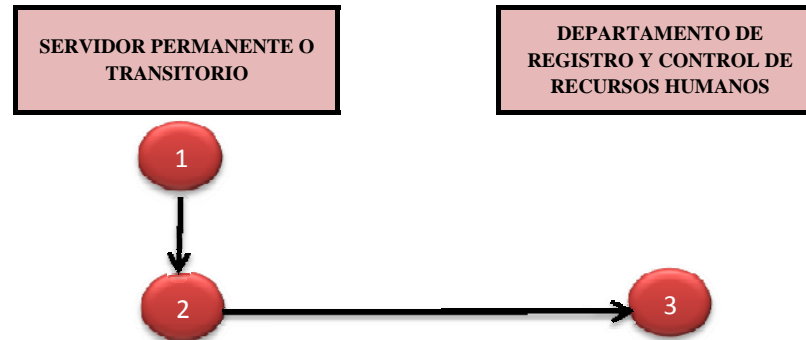 SERVIDOR PERMANENTE O
TRANSITORIO
DEPARTAMENTO DE
REGISTRO Y CONTROL DE
RECURSOS HUMANOS
1
2
3